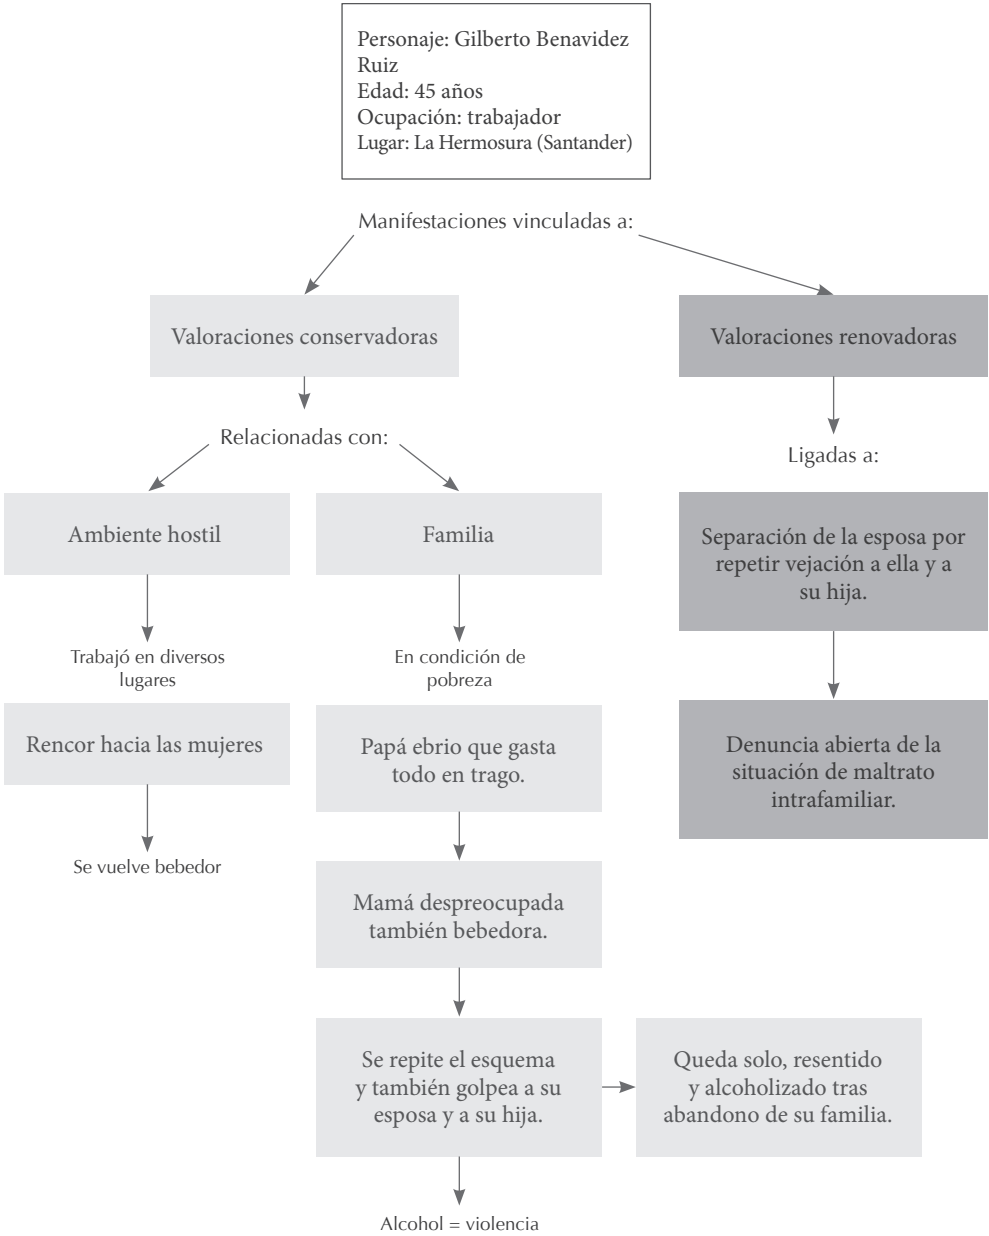 Personaje: Gilberto Benavidez
Ruiz
Edad: 45 años
Ocupación: trabajador
Lugar: La Hermosura (Santander)
Manifestaciones vinculadas a:
Valoraciones conservadoras
Valoraciones renovadoras
Relacionadas con:
Ligadas a:
Ambiente hostil
Familia
Separación de la esposa por
repetir vejación a ella y a
su hija.
Trabajó en diversos
lugares
En condición de
pobreza
Rencor hacia las mujeres
Papá ebrio que gasta
todo en trago.
Denuncia abierta de la
situación de maltrato
intrafamiliar.
Se vuelve bebedor
Mamá despreocupada
también bebedora.
Se repite el esquema
y también golpea a su
esposa y a su hija.
Queda solo, resentido
y alcoholizado tras
abandono de su familia.
Alcohol = violencia